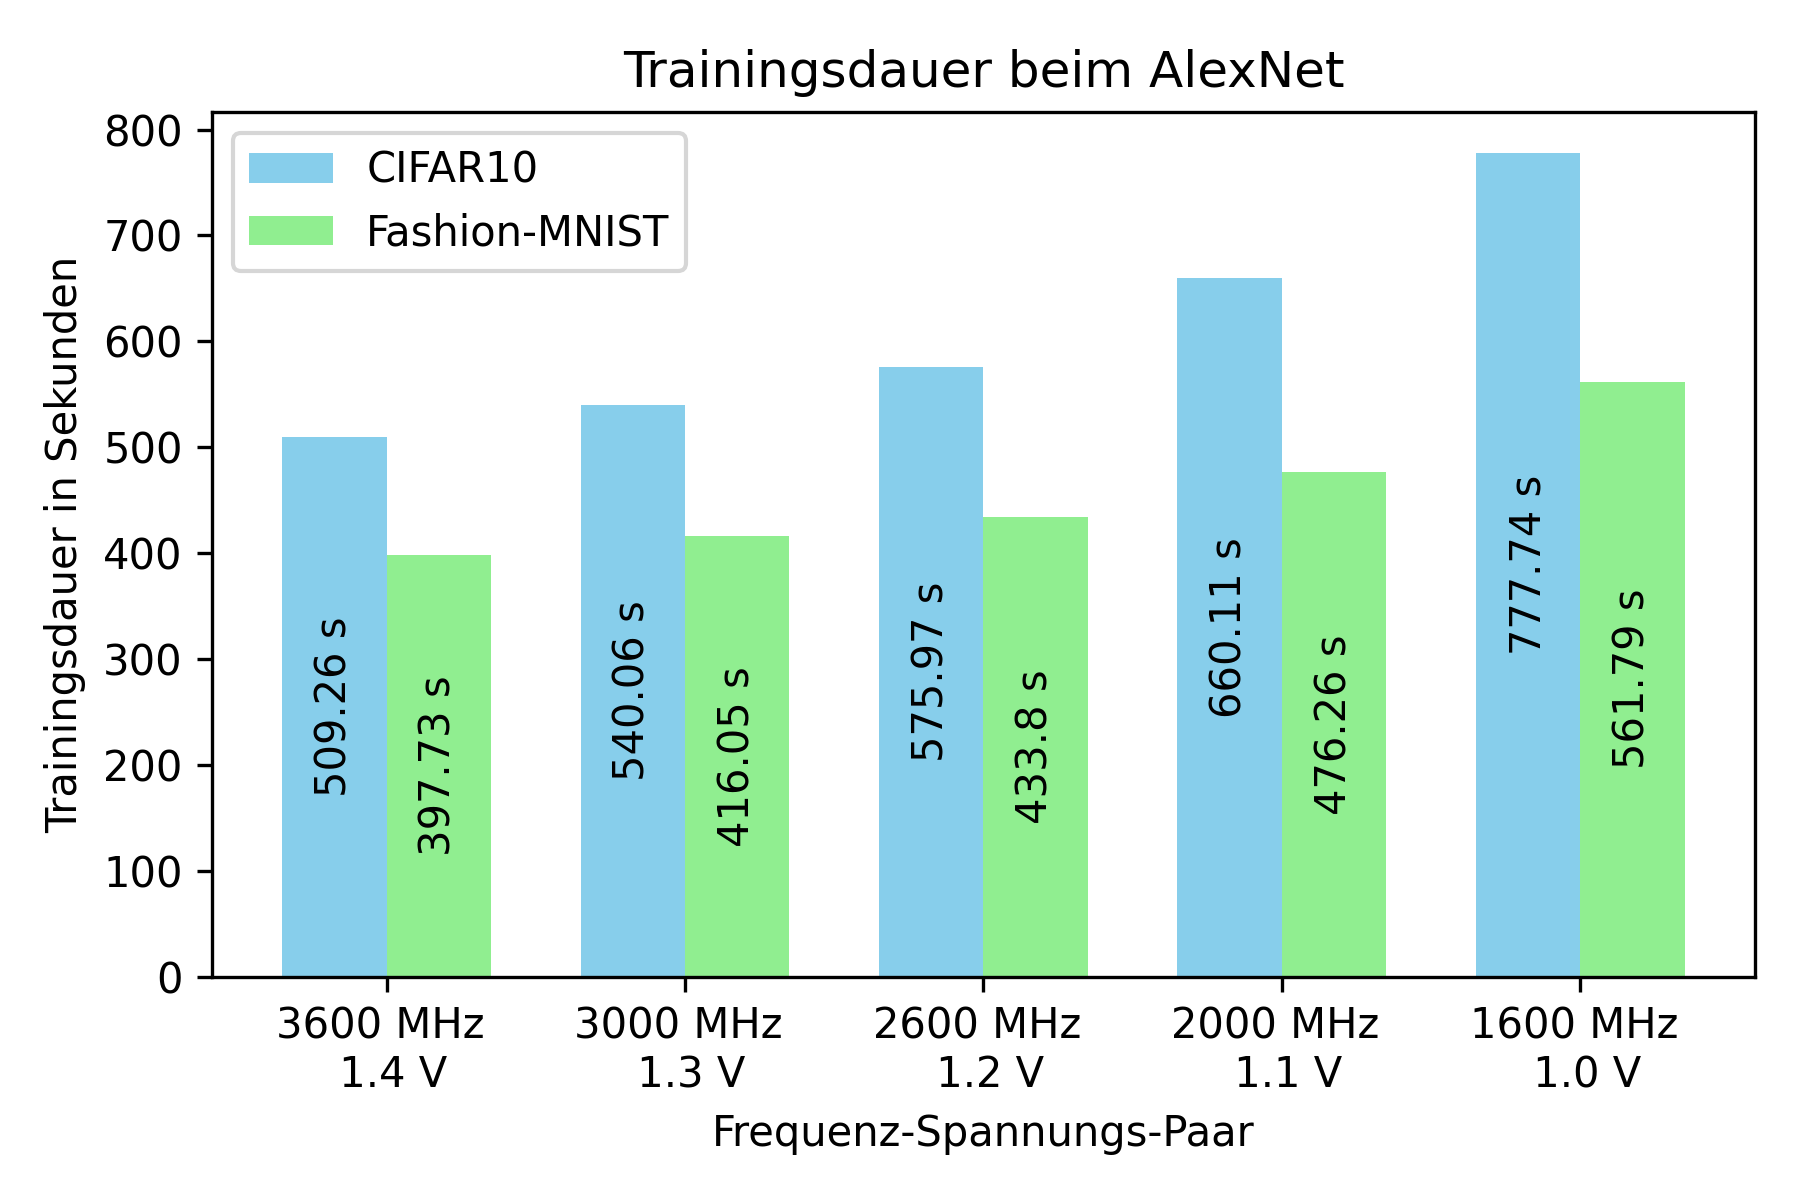 Trainingsdauer beim AlexNet
CIFAR10
Fashion-MNIST
Trainingsdauer in Sekunden
800
700
600
500
400
300
200
100
0
509.26 s
397.73 s
540.06 s
416.05 s
575.97 s
433.8 s
660.11 s
476.26 s
777.74 s
561.79 s
3600 MHz
1.4 V
3000 MHz
1.3 V
2600 MHz
1.2 V
2000 MHz
1.1 V
1600 MHz
1.0 V
Frequenz-Spannungs-Paar